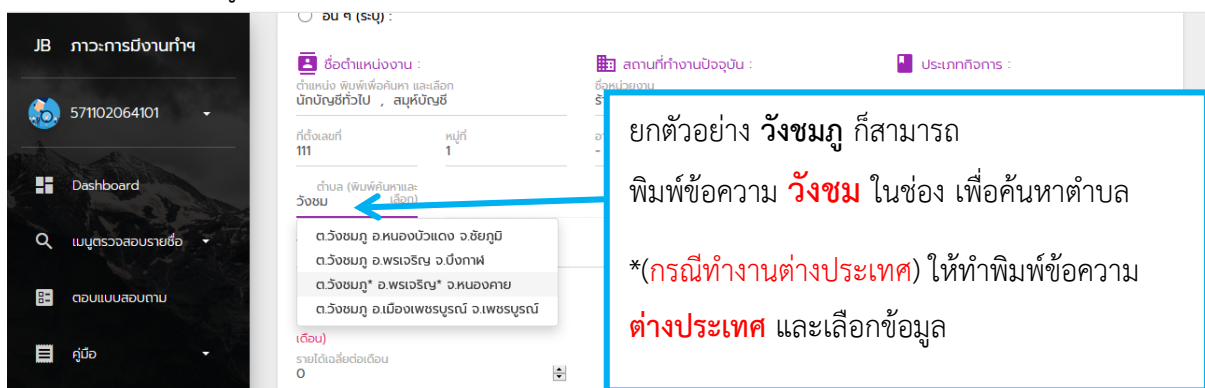 อื่น ๆ (ระบุ) :
JB ภาวะการมีงานทำฯ
571102064101
Dashboard
เมนูตรวจสอบรายชื่อ
ตอบแบบสอบถาม
คู่มือ
ชื่อตำแหน่งงาน :
ตำแหน่ง พิมพ์เพื่อค้นหา และเลือก
นักบัญชีทั่วไป , สมุห์บัญชี
สถานที่ทำงานปัจจุบัน :
ชื่อหน่วยงาน
ประเภทกิจการ :
ที่ตั้งเลขที่
111
หมู่ที่
1
-
ตำบล (พิมพ์ค้นหาและ
เลือก)
วังชม
ต.วังชมภู อ.หนองบัวแดง จ.ชัยภูมิ
ต.วังชมภู อ.พรเจริญ จ.บึงกาฬ
ต.วังชมภู* อ.พรเจริญ* จ.หนองคาย
ต.วังชมภู อ.เมืองเพชรบูรณ์ จ.เพชรบูรณ์
เดือน)
รายได้เฉลี่ยต่อเดือน
0
ยกตัวอย่าง วังชมภู ก็สามารถ
พิมพ์ข้อความ วังชม ในช่อง เพื่อค้นหาตำบล
*(กรณีทำงานต่างประเทศ) ให้ทำพิมพ์ข้อความ
ต่างประเทศ และเลือกข้อมูล